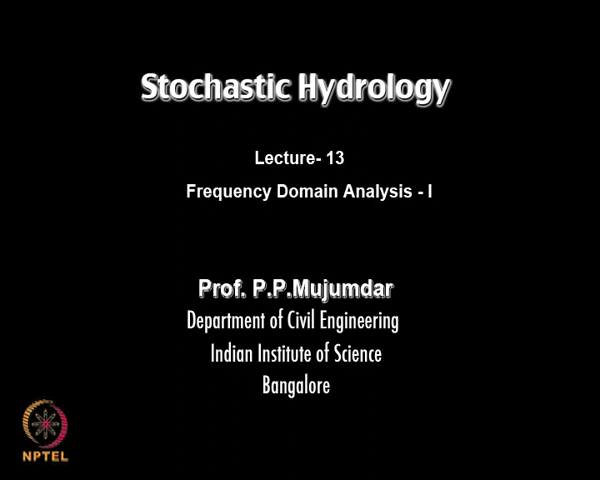 Stochastic Hydrology
Lecture- 13
Frequency Domain Analysis - I
Prof. P.P.Mujumdar
Department of Civil Engineering
Indian Institute of Science
Bangalore
NPTEL